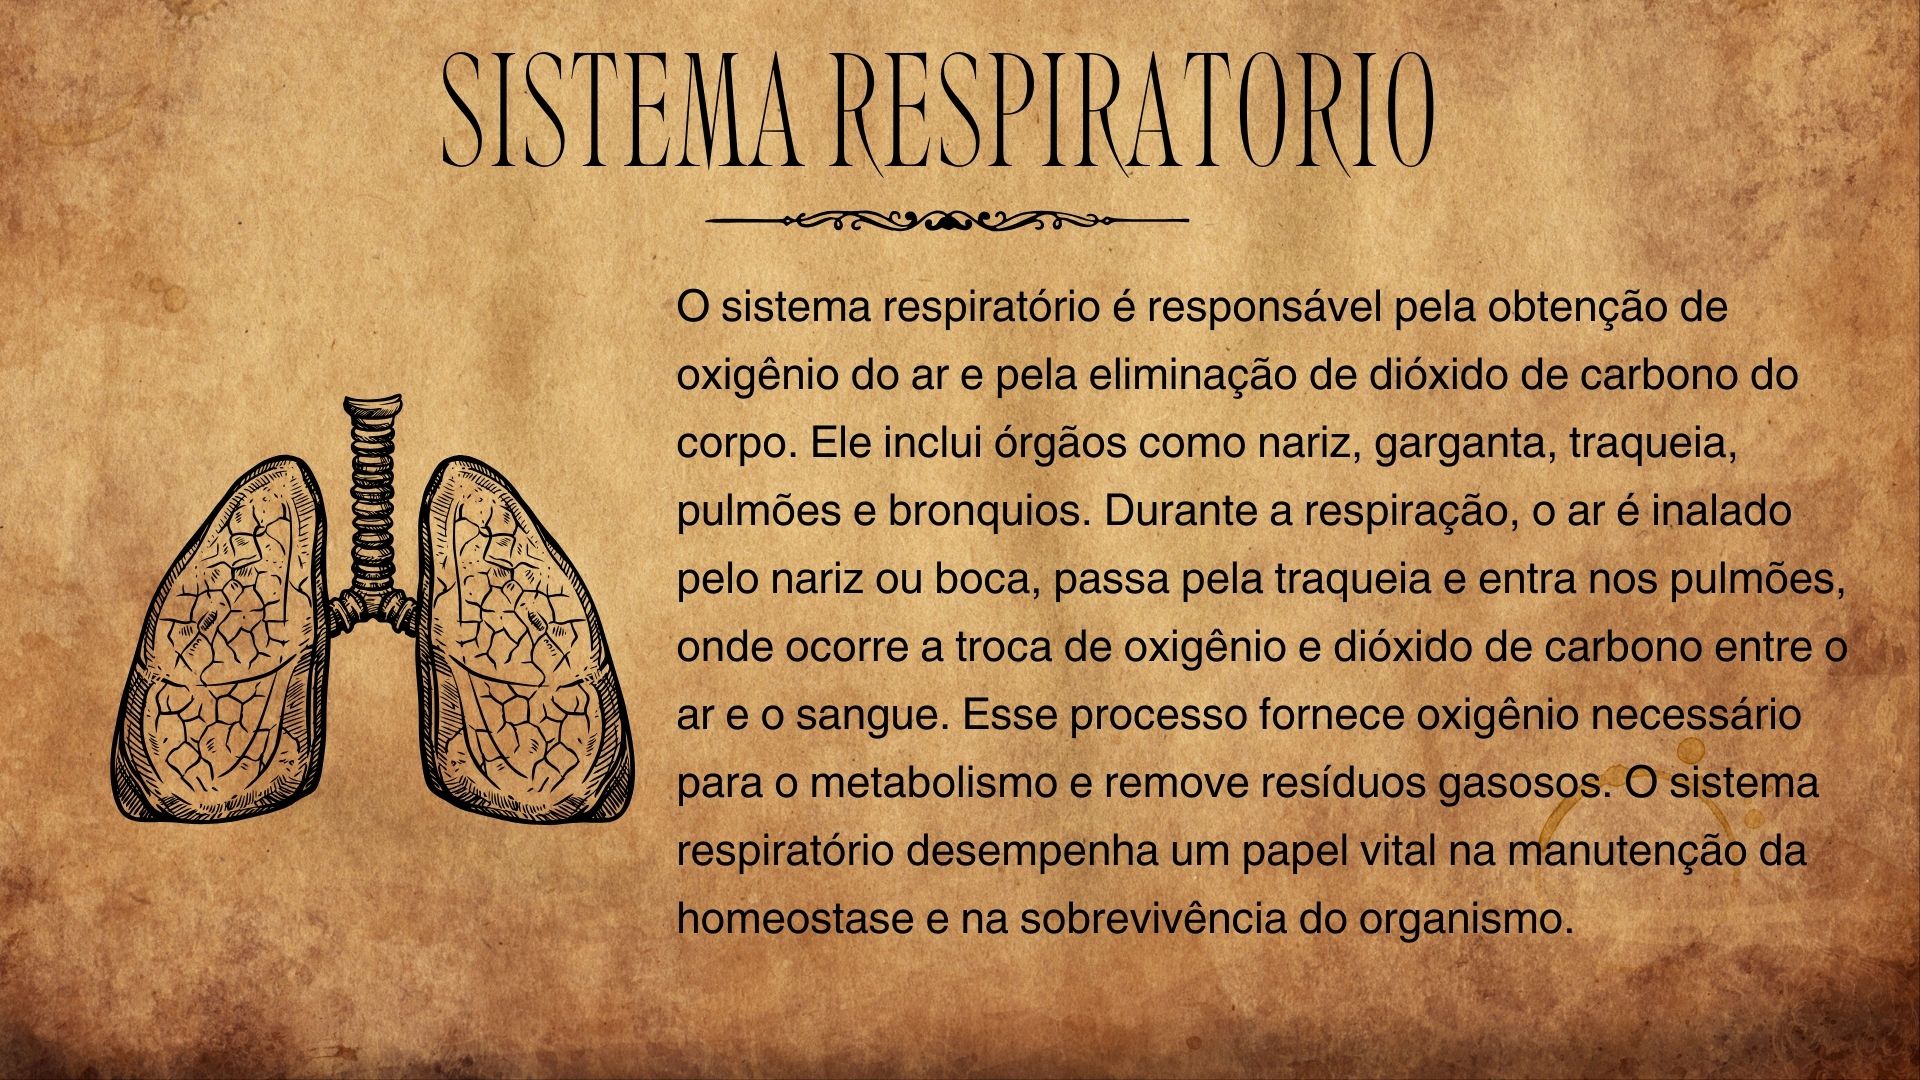 SISTEMA RESPIRATORIO
O sistema respiratório é responsável pela obtenção de
oxigênio do ar e pela eliminação de dióxido de carbono do
corpo. Ele inclui órgãos como nariz, garganta, traqueia,
pulmões e bronquios. Durante a respiração, o ar é inalado
pelo nariz ou boca, passa pela traqueia e entra nos pulmões,
onde ocorre a troca de oxigênio e dióxido de carbono entre o
ar e o sangue. Esse processo fornece oxigênio necessário
para o metabolismo e remove resíduos gasosos. O sistema
respiratório desempenha um papel vital na manutenção da
homeostase e na sobrevivência do organismo.